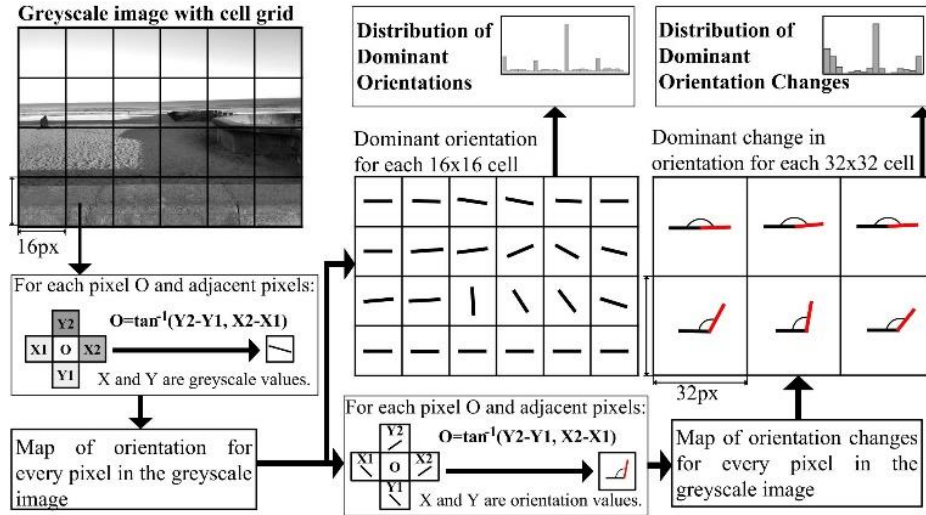 Greyscale image with cell grid
16px
For each pixel O and adjacent pixels:
Y2
O=tan⁻¹(Y2-Y1, X2-X1)
X1 O X2
Y1
X and Y are greyscale values.
Map of orientation for
every pixel in the greyscale
image
Distribution of
Dominant
Orientations
Dominant orientation
for each 16x16 cell
For each pixel O and adjacent pixels:
Y2
O=tan⁻¹(Y2-Y1, X2-X1)
X1 O X2
Y1
X and Y are orientation values.
Distribution of
Dominant
Orientation Changes
Dominant change in
orientation for each 32x32 cell
32px
Map of orientation changes
for every pixel in the
greyscale image